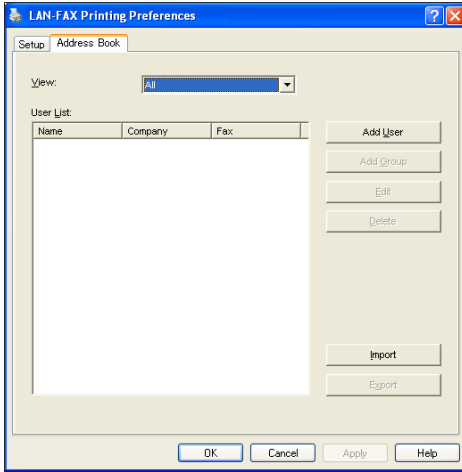 LAN-FAX Printing Preferences
Setup Address Book
View: All
User List:
Name Company Fax
Add User
Add Group
Edit
Delete
Import
Export
OK Cancel Apply Help